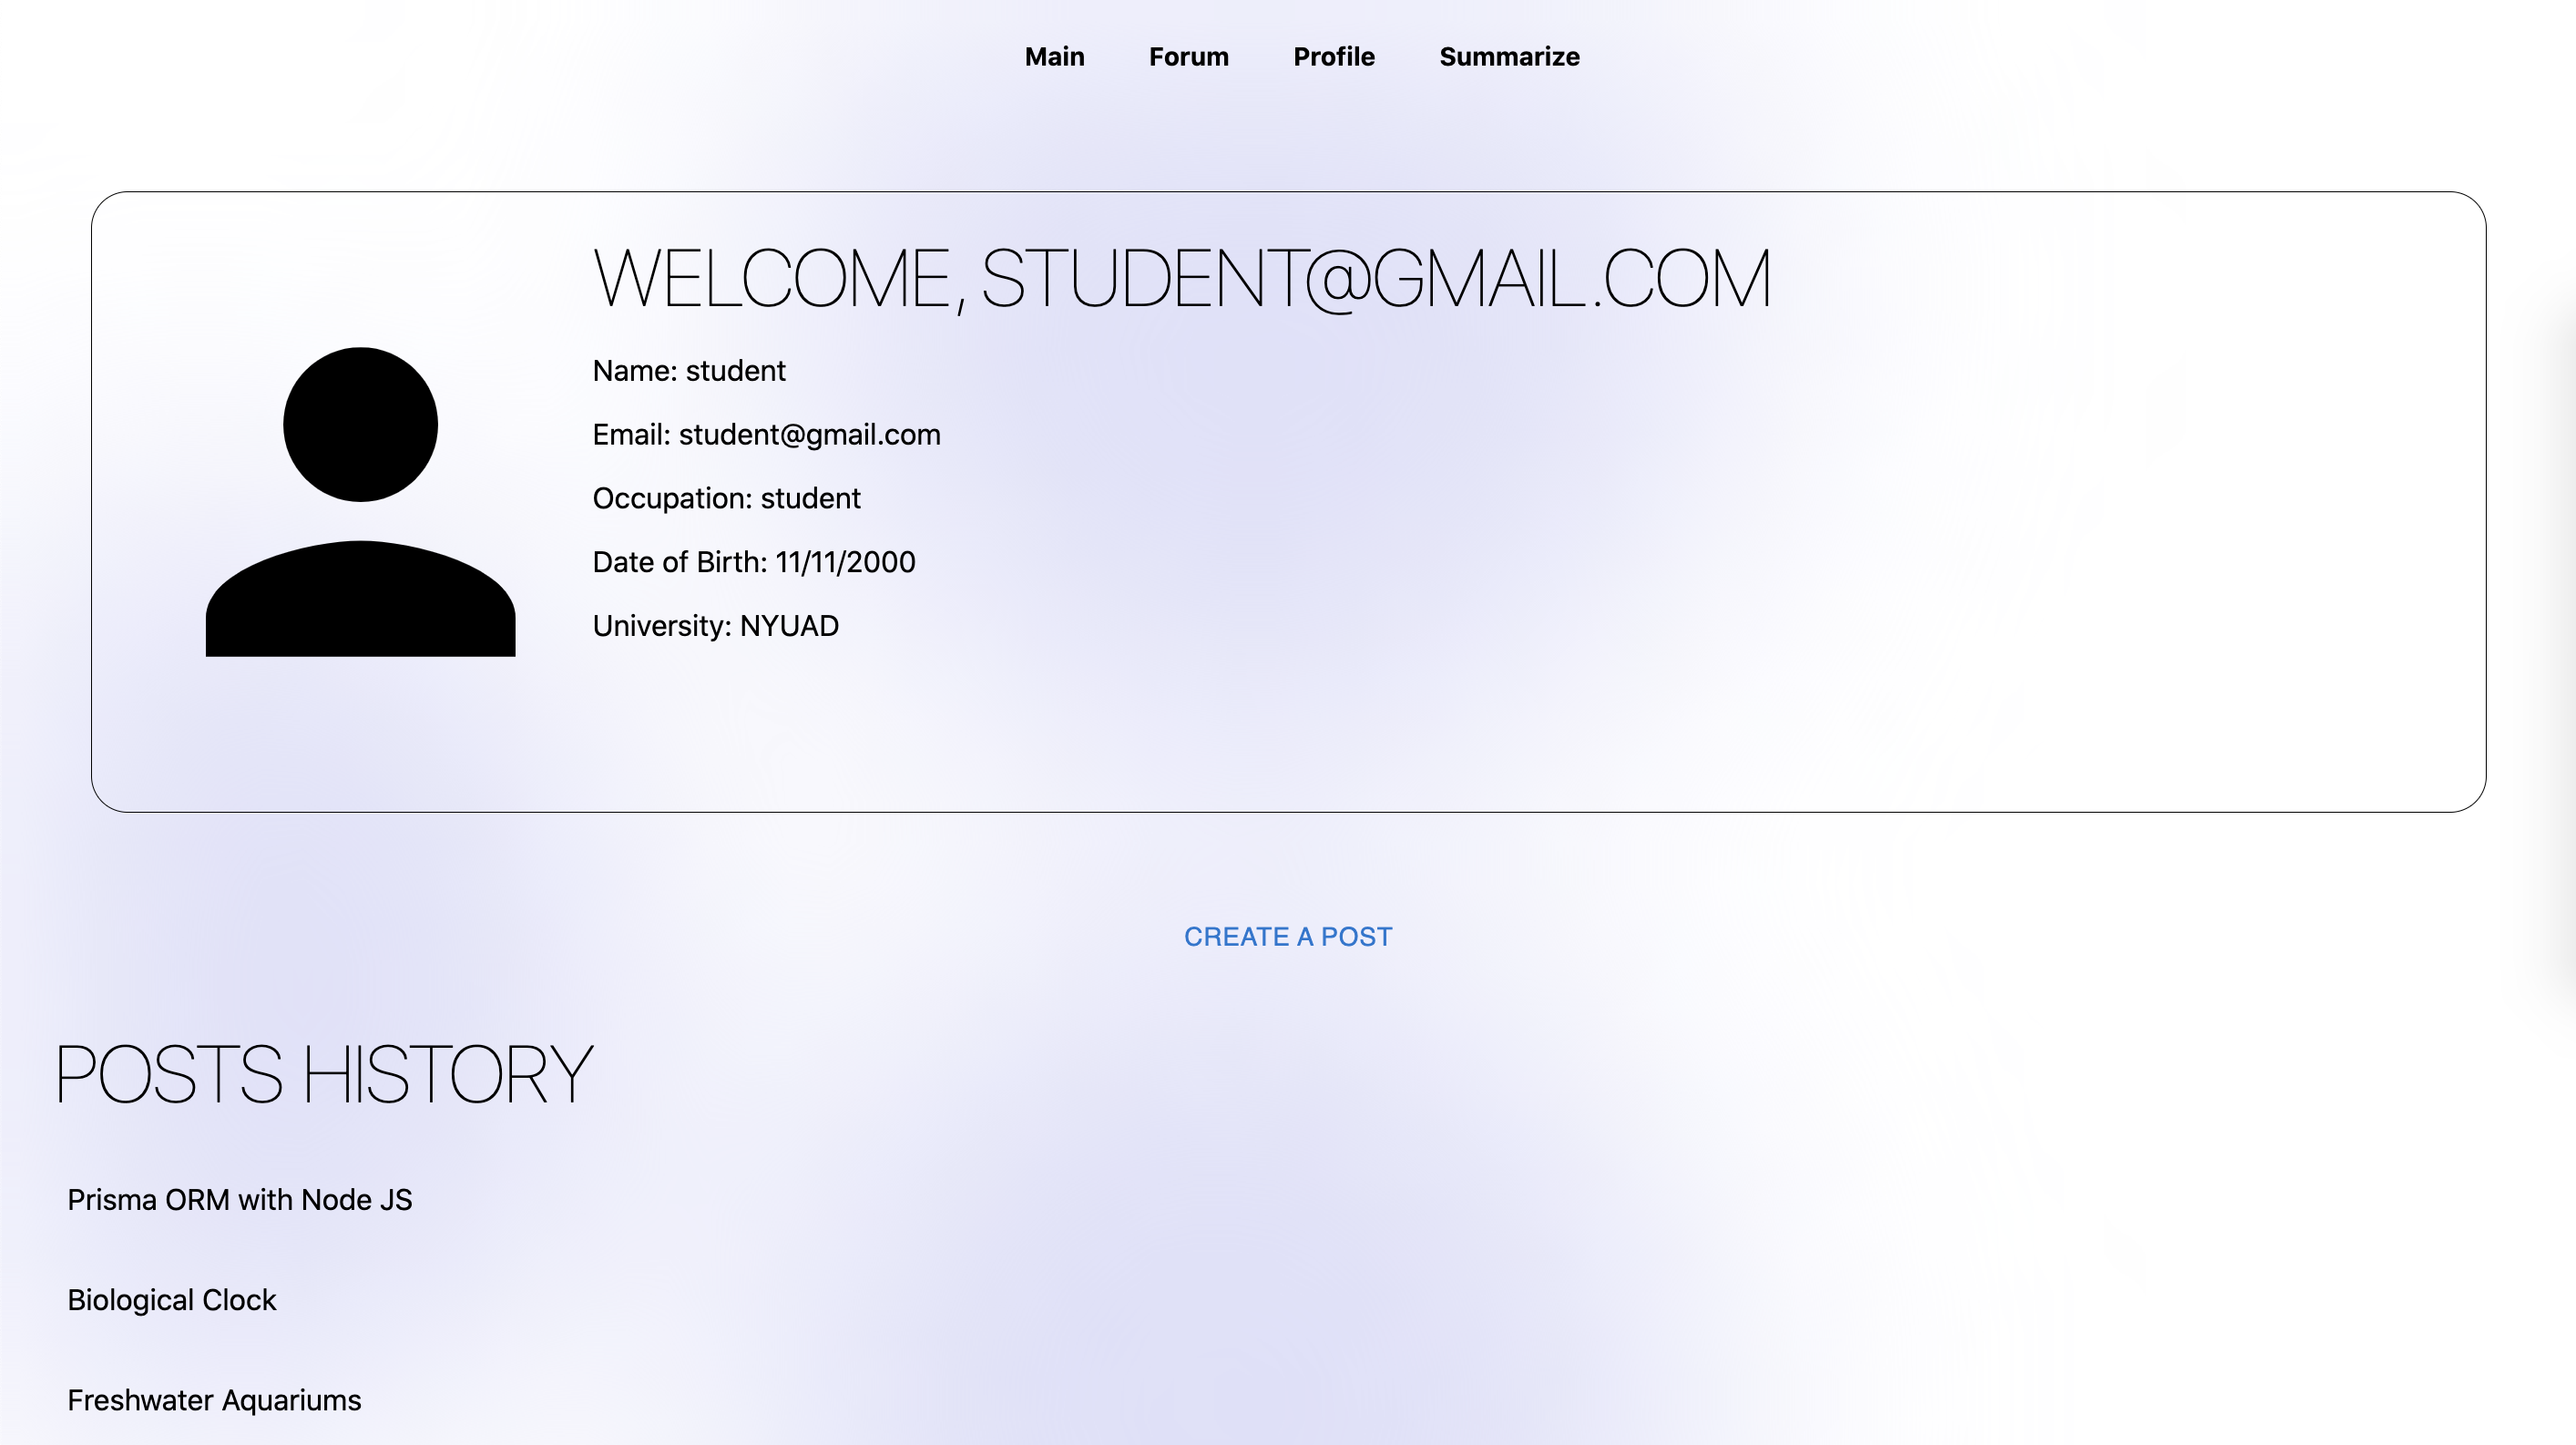 Main Forum Profile Summarize
WELCOME, STUDENT@GMAIL.COM
Name: student
Email: student@gmail.com
Occupation: student
Date of Birth: 11/11/2000
University: NYUAD
CREATE A POST
POSTS HISTORY
Prisma ORM with Node JS
Biological Clock
Freshwater Aquariums